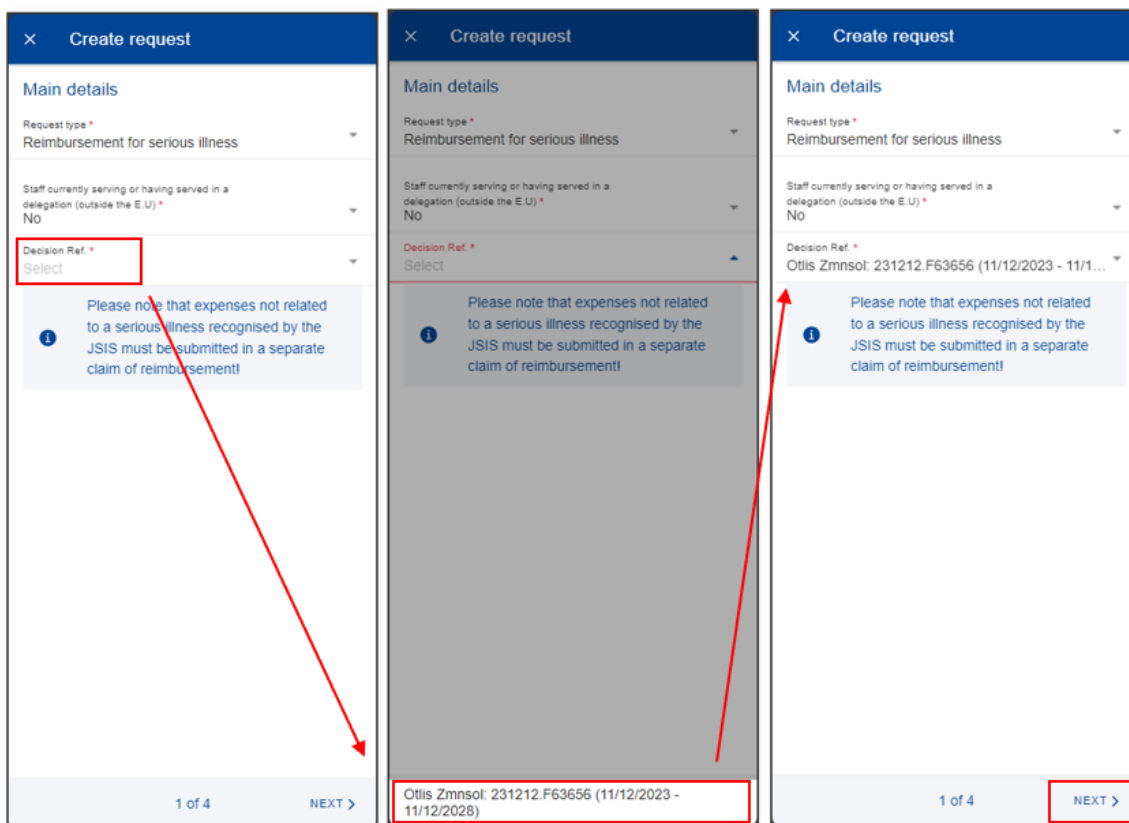 × Create request
Main details
Request type *
Reimbursement for serious illness
Staff currently serving or having served in a
delegation (outside the E.U) *
No
Decision Ref. *
Select
Please note that expenses not related
to a serious illness recognised by the
JSIS must be submitted in a separate
claim of reimbursement!
1 of 4 NEXT >
× Create request
Main details
Request type *
Reimbursement for serious illness
Staff currently serving or having served in a
delegation (outside the E.U) *
No
Decision Ref. *
Select
Please note that expenses not related
to a serious illness recognised by the
JSIS must be submitted in a separate
claim of reimbursement!
Otlis Zmnsol: 231212.F63656 (11/12/2023 -
11/12/2028)
× Create request
Main details
Request type *
Reimbursement for serious illness
Staff currently serving or having served in a
delegation (outside the E.U) *
No
Decision Ref. *
Otlis Zmnsol: 231212.F63656 (11/12/2023 - 11/1...
Please note that expenses not related
to a serious illness recognised by the
JSIS must be submitted in a separate
claim of reimbursement!
1 of 4 NEXT >